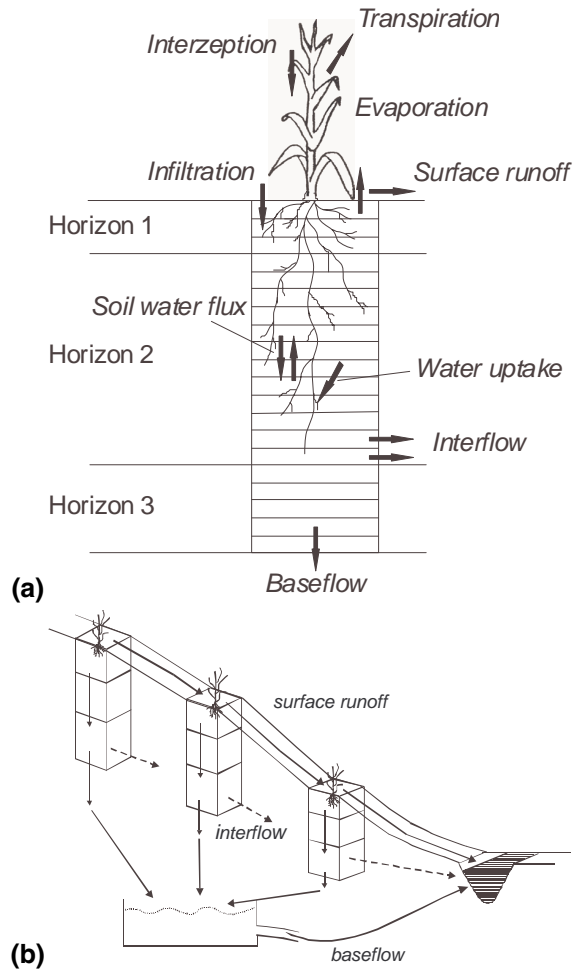 Transpiration
Interzeption
Evaporation
Infiltration
Surface runoff
Horizon 1
Soil water flux
Horizon 2
Water uptake
Interflow
Horizon 3
(a)
Baseflow
surface runoff
interflow
(b)
baseflow